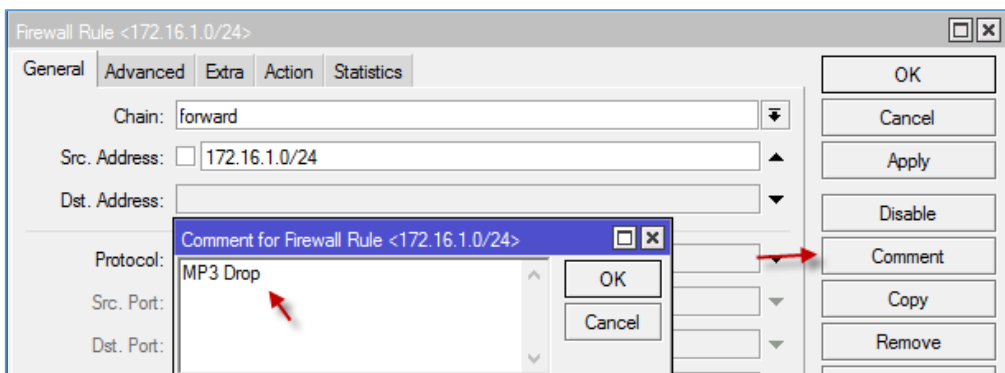 Firewall Rule <172.16.1.0/24>
General Advanced Extra Action Statistics
OK
Chain: forward
Cancel
Src. Address: 172.16.1.0/24
Apply
Dst. Address:
Disable
Comment for Firewall Rule <172.16.1.0/24>
Protocol:
Comment
MP3 Drop
OK
Src. Port:
Copy
Cancel
Dst. Port:
Remove